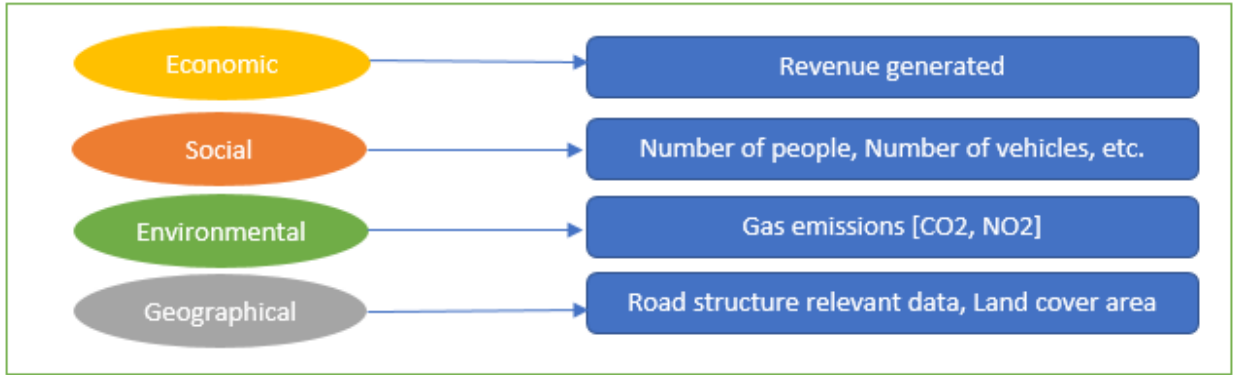 Economic
Revenue generated
Social
Number of people, Number of vehicles, etc.
Environmental
Gas emissions [CO2, NO2]
Geographical
Road structure relevant data, Land cover area